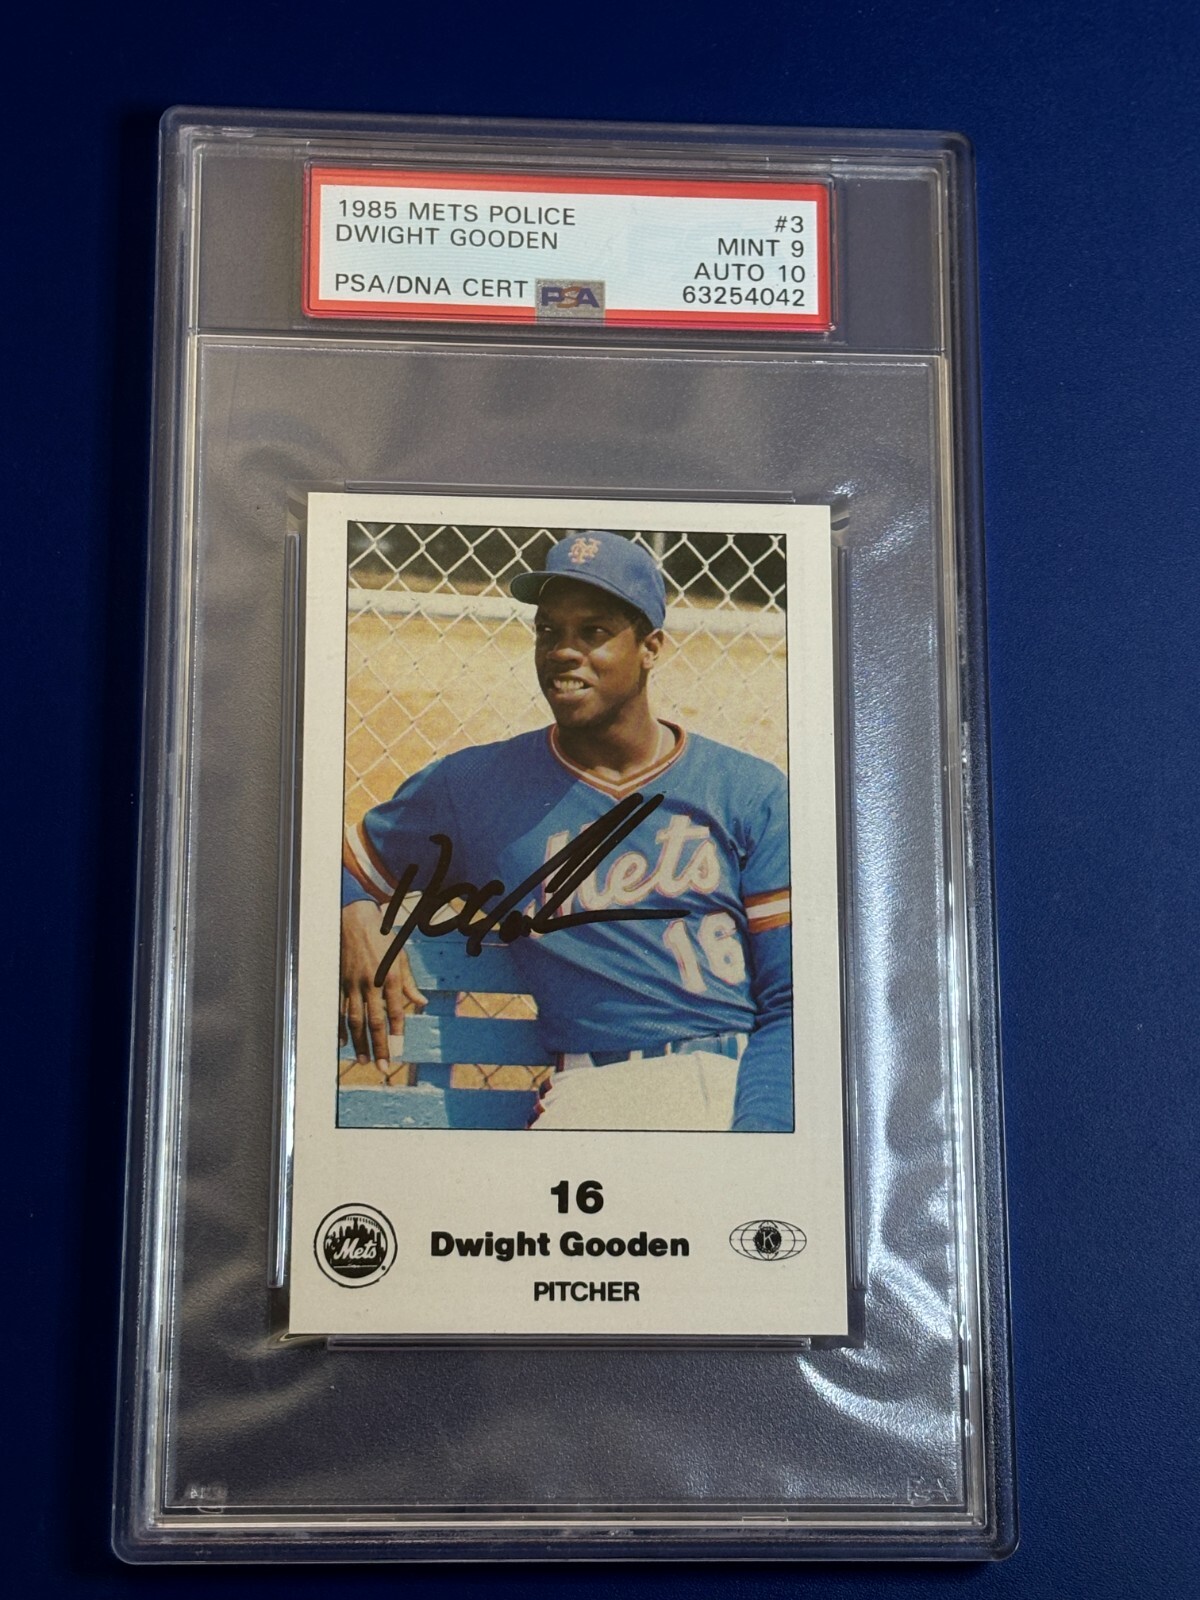 1985 METS POLICE #3
DWIGHT GOODEN MINT 9
AUTO 10
PSA/DNA CERT PSA 63254042
Mets
16
16
Dwight Gooden
PITCHER
Mets
K
PSA